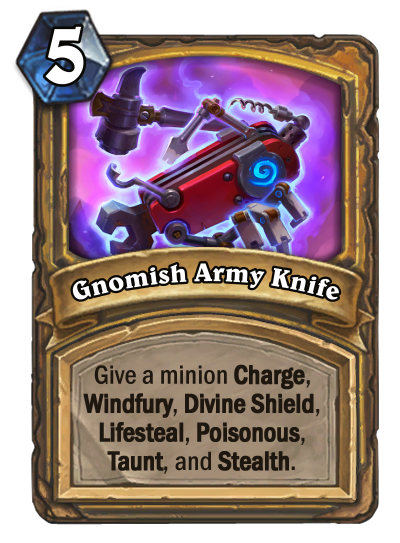 5
Gnomish Army Knife
Give a minion Charge,
Windfury, Divine Shield,
Lifesteal, Poisonous,
Taunt, and Stealth.